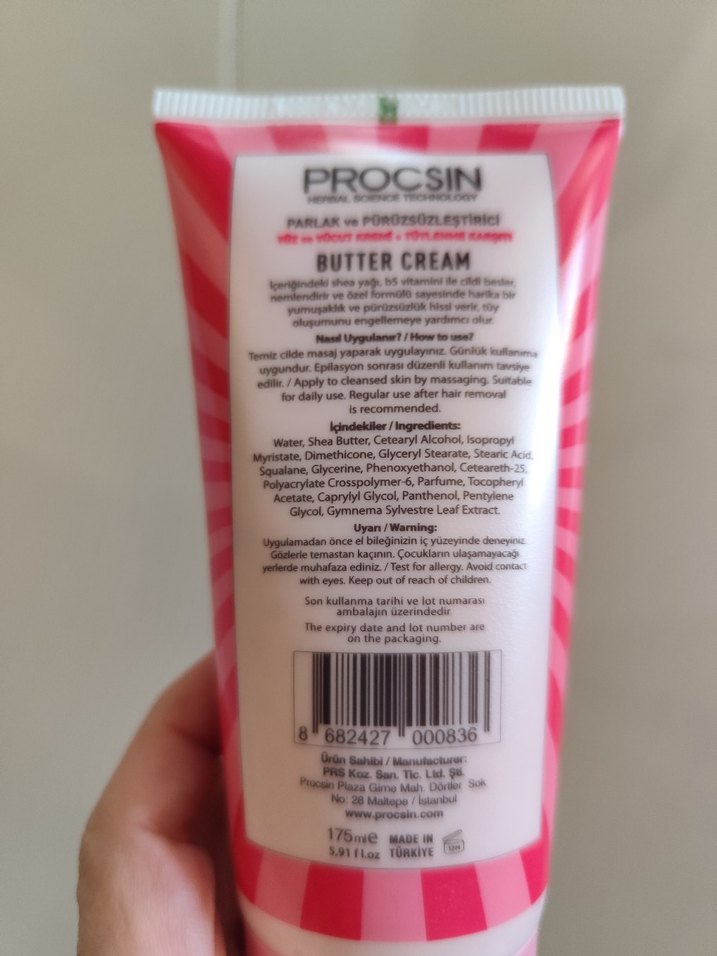 PROCSIN
HERBAL SCIENCE TECHNOLOGY
PARLAK ve PÜRÜZSÜZLEŞTİRİCİ
YÜZ ve VÜCUT KREMİ - TÜYLENME KARŞITI
BUTTER CREAM
İçeriğindeki shea yağı, b5 vitamini ile cildi besler,
nemlendirir ve özel formülü sayesinde harika bir
yumuşaklık ve pürüzsüzlük hissi verir, tüy
oluşumunu engellemeye yardımcı olur.
Nasıl Uygulanır? / How to use?
Temiz cilde masaj yaparak uygulayınız. Günlük kullanıma
uygundur. Epilasyon sonrası düzenli kullanım tavsiye
edilir. / Apply to cleansed skin by massaging. Suitable
for daily use. Regular use after hair removal
is recommended.
İçindekiler / Ingredients:
Water, Shea Butter, Cetearyl Alcohol, Isopropyl
Myristate, Dimethicone, Glyceryl Stearate, Stearic Acid,
Squalane, Glycerine, Phenoxyethanol, Ceteareth-25,
Polyacrylate Crosspolymer-6, Parfume, Tocopheryl
Acetate, Caprylyl Glycol, Panthenol, Pentylene
Glycol, Gymnema Sylvestre Leaf Extract.
Uyarı / Warning:
Uygulamadan önce el bileğinizin iç yüzeyinde deneyiniz.
Gözlerle temastan kaçının. Çocukların ulaşamayacağı
yerlerde muhafaza ediniz. / Test for allergy. Avoid contact
with eyes. Keep out of reach of children.
Son kullanma tarihi ve lot numarası
ambalajın üzerindedir.
The expiry date and lot number are
on the packaging.
8 682427 000836
Ürün Sahibi / Manufacturer:
PRS Koz. San. Tic. Ltd. Şti.
Procsin Plaza Girne Mah. Dörtler Sok
No: 28 Maltepe / İstanbul
www.procsin.com
175 ml e MADE IN
5.91 fl.oz TÜRKİYE